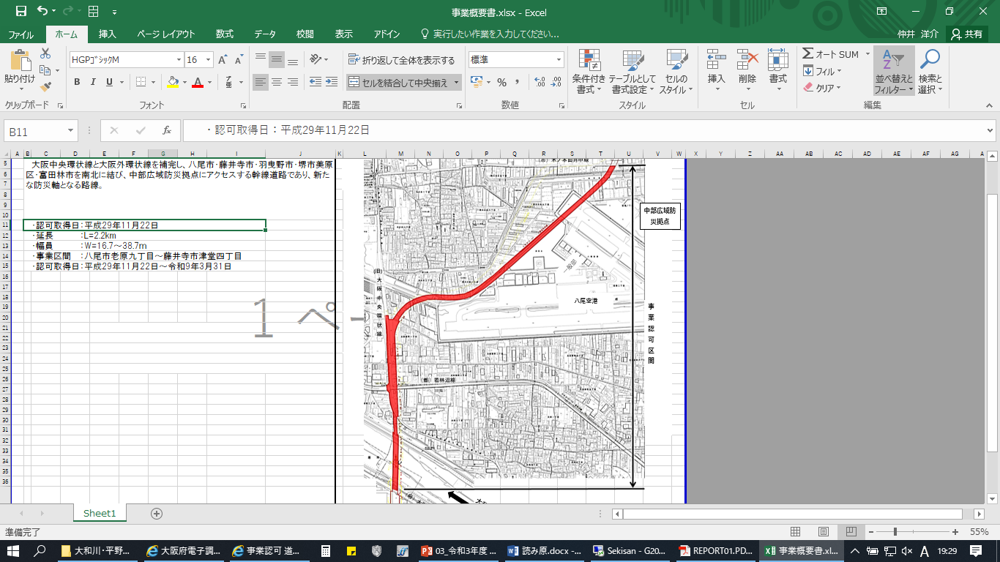 事業概要書.xlsx - Excel
ファイル ホーム 挿入 ページ レイアウト 数式 データ 校閲 表示 アドイン 実行したい作業を入力してください... 仲井 洋介 共有
HGPｺﾞｼｯｸM 16 折り返して全体を表示する 標準 オート SUM
貼り付け B I U セルを結合して中央揃え % , 条件付き書式 テーブルとして書式設定 セルのスタイル 挿入 削除 書式 フィル クリア 並べ替えとフィルター 検索と選択
クリップボード フォント 配置 数値 スタイル セル 編集
B11 fx ・認可取得日：平成29年11月22日
A B C D E F G H I J K L M N O P Q R S T U V W X Y Z AA AB AC AD AE AF AG A
5 大阪中央環状線と大阪外環状線を補完し、八尾市・藤井寺市・羽曳野市・堺市美原
6 区・富田林市を南北に結び、中部広域防災拠点にアクセスする幹線道路であり、新た
7 な防災軸となる路線。
8
9
10
11 ・認可取得日：平成29年11月22日
12 ・延長 ：L=2.2km
13 ・幅員 ：W=16.7～38.7m
14 ・事業区間 ：八尾市老原九丁目～藤井寺市津堂四丁目
15 ・認可取得日：平成29年11月22日～令和9年3月31日
16
17
18
19
20
21
22
23
24
25
26
27
28
29
30
31
32
33
34
35
36
1 ペー
中部広域防災拠点
一般部
八尾空港
(旧)大阪中央環状線
事業認可区間
(都)若林沼線
Sheet1
準備完了 55%
大和川・平野... 大阪府電子調... 事業認可 道... 03_令和3年度 ... 読み原.docx -... Sekisan - G20... REPORT01.PD... 事業概要書.xl... A 19:29